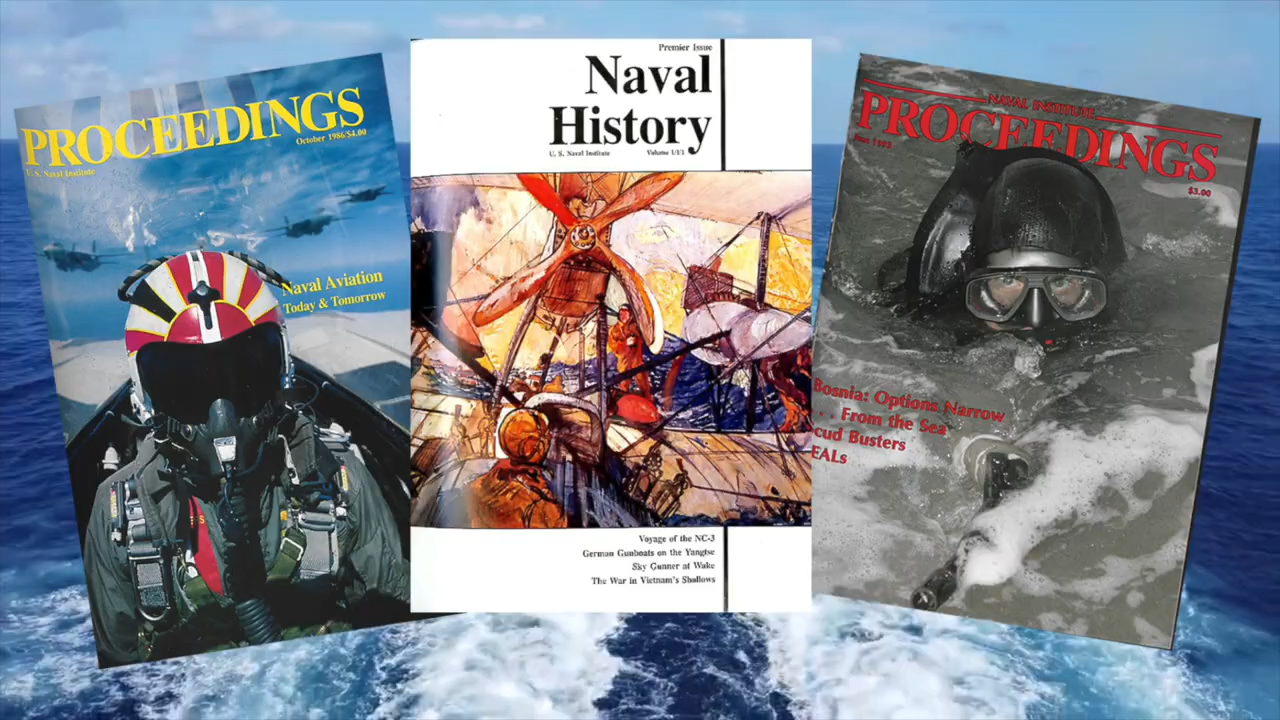 PROCEEDINGS
October 1986/$4.00
U.S. Naval Institute
Naval Aviation
Today & Tomorrow
Premier Issue
Naval
History
U. S. Naval Institute Volume 1/1/1
Voyage of the NC-3
German Gunboats on the Yangtse
Sky Gunner at Wake
The War in Vietnam's Shallows
NAVAL INSTITUTE
PROCEEDINGS
1993
$3.00
Bosnia: Options Narrow
. . . From the Sea
cud Busters
EALs